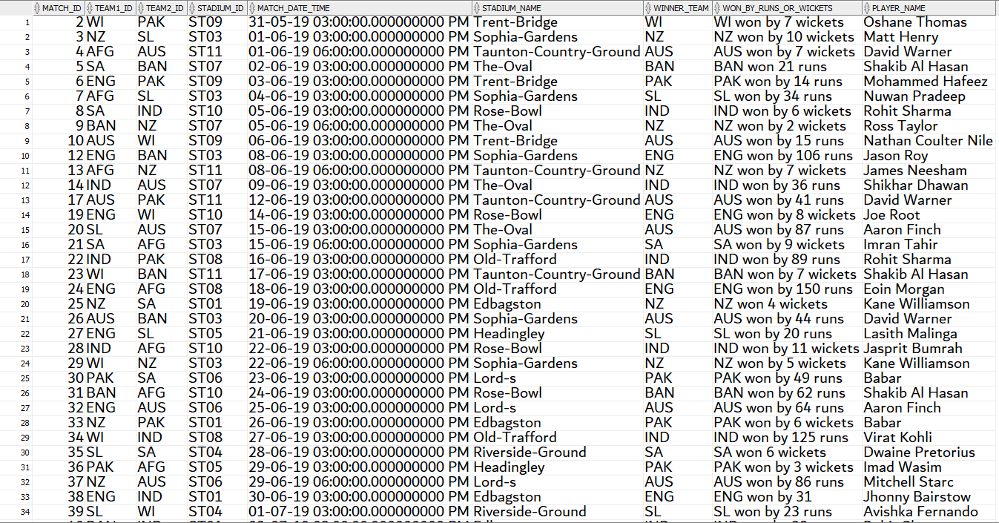 MATCH_ID TEAM1_ID TEAM2_ID STADIUM_ID MATCH_DATE_TIME STADIUM_NAME WINNER_TEAM WON_BY_RUNS_OR_WICKETS PLAYER_NAME
1 2 WI PAK ST09 31-05-19 03:00:00.000000000 PM Trent-Bridge WI WI won by 7 wickets Oshane Thomas
2 3 NZ SL ST03 01-06-19 03:00:00.000000000 PM Sophia-Gardens NZ NZ won by 10 wickets Matt Henry
3 4 AFG AUS ST11 01-06-19 06:00:00.000000000 PM Taunton-Country-Ground AUS AUS won by 7 wickets David Warner
4 5 SA BAN ST07 02-06-19 03:00:00.000000000 PM The-Oval BAN BAN won 21 runs Shakib Al Hasan
5 6 ENG PAK ST09 03-06-19 03:00:00.000000000 PM Trent-Bridge PAK PAK won by 14 runs Mohammed Hafeez
6 7 AFG SL ST03 04-06-19 03:00:00.000000000 PM Sophia-Gardens SL SL won by 34 runs Nuwan Pradeep
7 8 SA IND ST10 05-06-19 03:00:00.000000000 PM Rose-Bowl IND IND won by 6 wickets Rohit Sharma
8 9 BAN NZ ST07 05-06-19 06:00:00.000000000 PM The-Oval NZ NZ won by 2 wickets Ross Taylor
9 10 AUS WI ST09 06-06-19 03:00:00.000000000 PM Trent-Bridge AUS AUS won by 15 runs Nathan Coulter Nile
10 12 ENG BAN ST03 08-06-19 03:00:00.000000000 PM Sophia-Gardens ENG ENG won by 106 runs Jason Roy
11 13 AFG NZ ST11 08-06-19 06:00:00.000000000 PM Taunton-Country-Ground NZ NZ won by 7 wickets James Neesham
12 14 IND AUS ST07 09-06-19 03:00:00.000000000 PM The-Oval IND IND won by 36 runs Shikhar Dhawan
13 17 AUS PAK ST11 12-06-19 03:00:00.000000000 PM Taunton-Country-Ground AUS AUS won by 41 runs David Warner
14 19 ENG WI ST10 14-06-19 03:00:00.000000000 PM Rose-Bowl ENG ENG won by 8 wickets Joe Root
15 20 SL AUS ST07 15-06-19 03:00:00.000000000 PM The-Oval AUS AUS won by 87 runs Aaron Finch
16 21 SA AFG ST03 15-06-19 06:00:00.000000000 PM Sophia-Gardens SA SA won by 9 wickets Imran Tahir
17 22 IND PAK ST08 16-06-19 03:00:00.000000000 PM Old-Trafford IND IND won by 89 runs Rohit Sharma
18 23 WI BAN ST11 17-06-19 03:00:00.000000000 PM Taunton-Country-Ground BAN BAN won by 7 wickets Shakib Al Hasan
19 24 ENG AFG ST08 18-06-19 03:00:00.000000000 PM Old-Trafford ENG ENG won by 150 runs Eoin Morgan
20 25 NZ SA ST01 19-06-19 03:00:00.000000000 PM Edbagston NZ NZ won 4 wickets Kane Williamson
21 26 AUS BAN ST03 20-06-19 03:00:00.000000000 PM Sophia-Gardens AUS AUS won by 44 runs David Warner
22 27 ENG SL ST05 21-06-19 03:00:00.000000000 PM Headingley SL SL won by 20 runs Lasith Malinga
23 28 IND AFG ST10 22-06-19 03:00:00.000000000 PM Rose-Bowl IND IND won by 11 wickets Jasprit Bumrah
24 29 WI NZ ST03 22-06-19 06:00:00.000000000 PM Sophia-Gardens NZ NZ won by 5 wickets Kane Williamson
25 30 PAK SA ST06 23-06-19 03:00:00.000000000 PM Lord-s PAK PAK won by 49 runs Babar
26 31 BAN AFG ST10 24-06-19 03:00:00.000000000 PM Rose-Bowl BAN BAN won by 62 runs Shakib Al Hasan
27 32 ENG AUS ST06 25-06-19 03:00:00.000000000 PM Lord-s AUS AUS won by 64 runs Aaron Finch
28 33 NZ PAK ST01 26-06-19 03:00:00.000000000 PM Edbagston PAK PAK won by 6 wickets Babar
29 34 WI IND ST08 27-06-19 03:00:00.000000000 PM Old-Trafford IND IND won by 125 runs Virat Kohli
30 35 SL SA ST04 28-06-19 03:00:00.000000000 PM Riverside-Ground SA SA won 6 wickets Dwaine Pretorius
31 36 PAK AFG ST05 29-06-19 03:00:00.000000000 PM Headingley PAK PAK won by 3 wickets Imad Wasim
32 37 NZ AUS ST06 29-06-19 06:00:00.000000000 PM Lord-s AUS AUS won by 86 runs Mitchell Starc
33 38 ENG IND ST01 30-06-19 03:00:00.000000000 PM Edbagston ENG ENG won by 31 Jhonny Bairstow
34 39 SL WI ST04 01-07-19 03:00:00.000000000 PM Riverside-Ground SL SL won by 23 runs Avishka Fernando